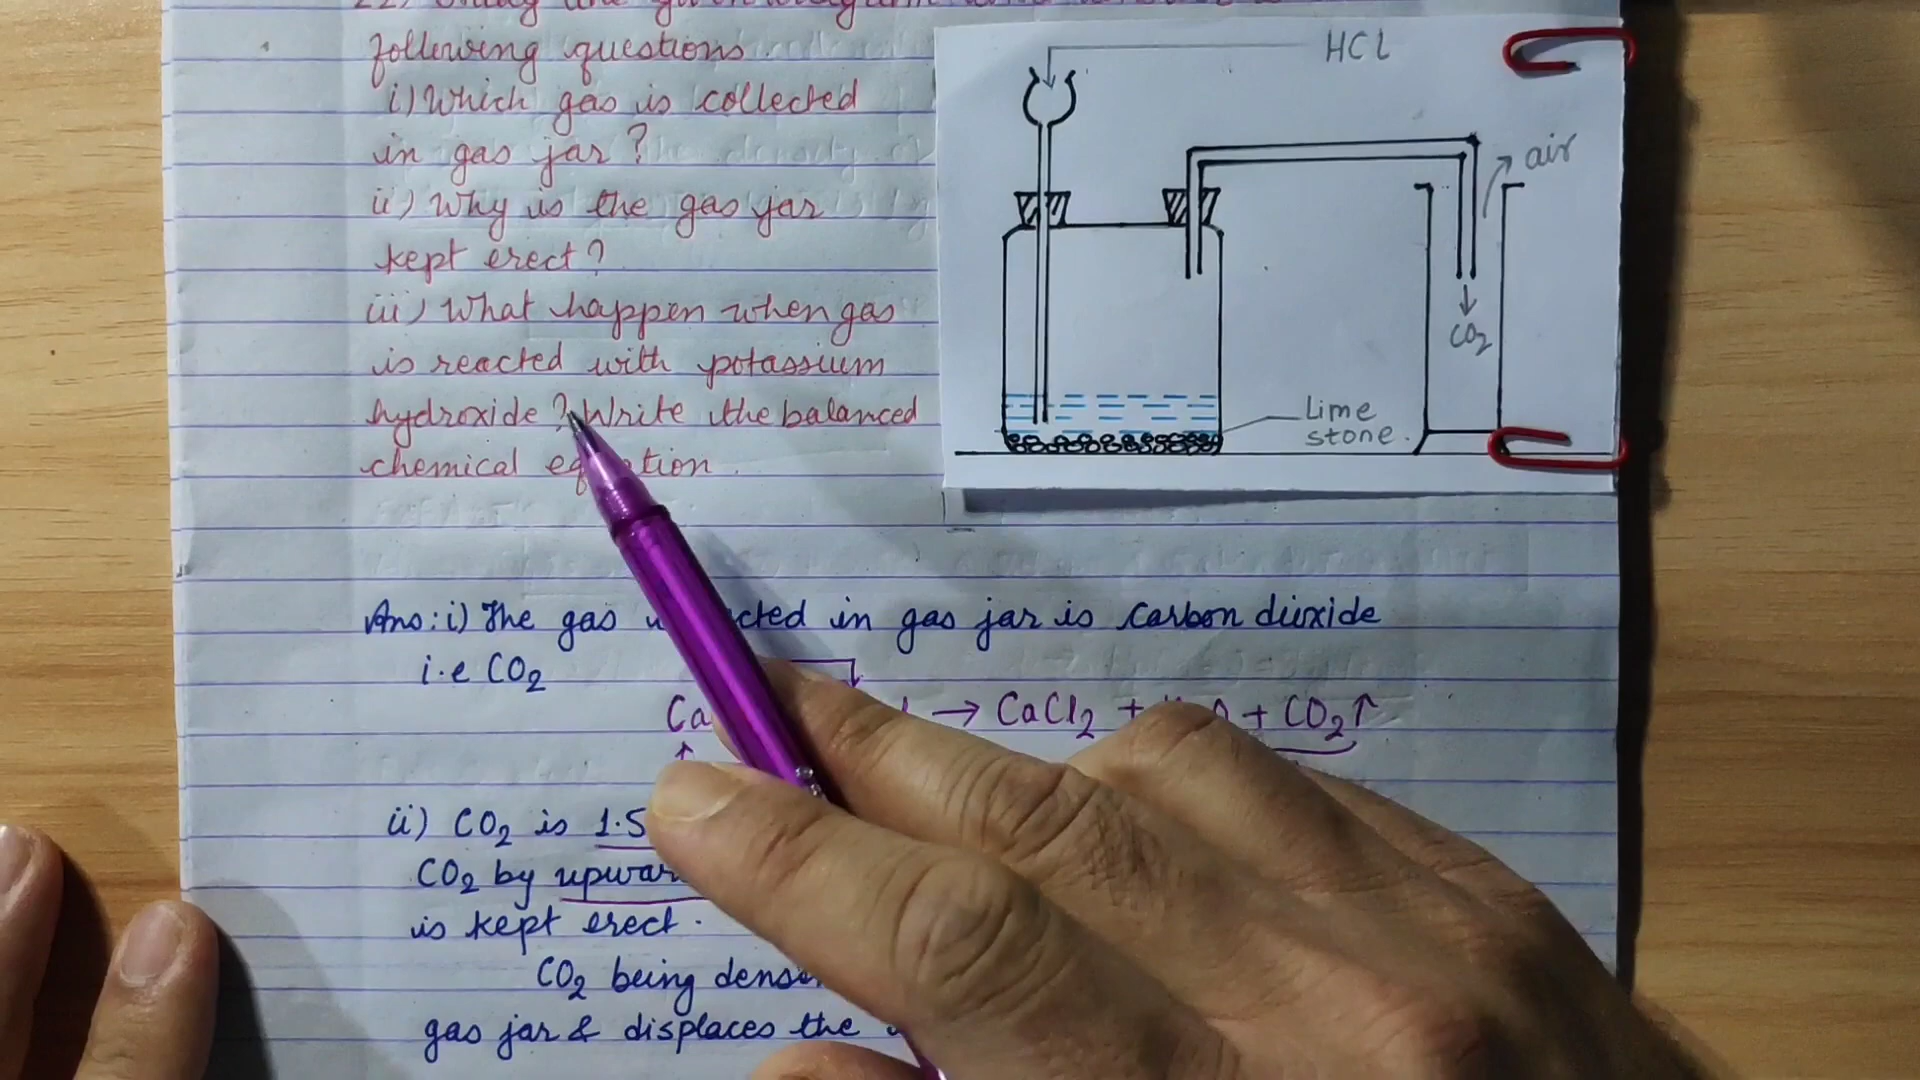 following questions.
i) Which gas is collected
in gas jar?
ii) Why is the gas jar
kept erect?
iii) What happen when gas
is reacted with potassium
hydroxide? Write the balanced
chemical
HCl
air
CO2
Lime
stone.
Ans: i) The gas in gas jar is carbon dioxide
i.e CO2
→ CaCl2 + + CO2↑
ii) CO2 is 1.5
CO2 by
is kept erect.
CO2 being
gas jar & displaces the